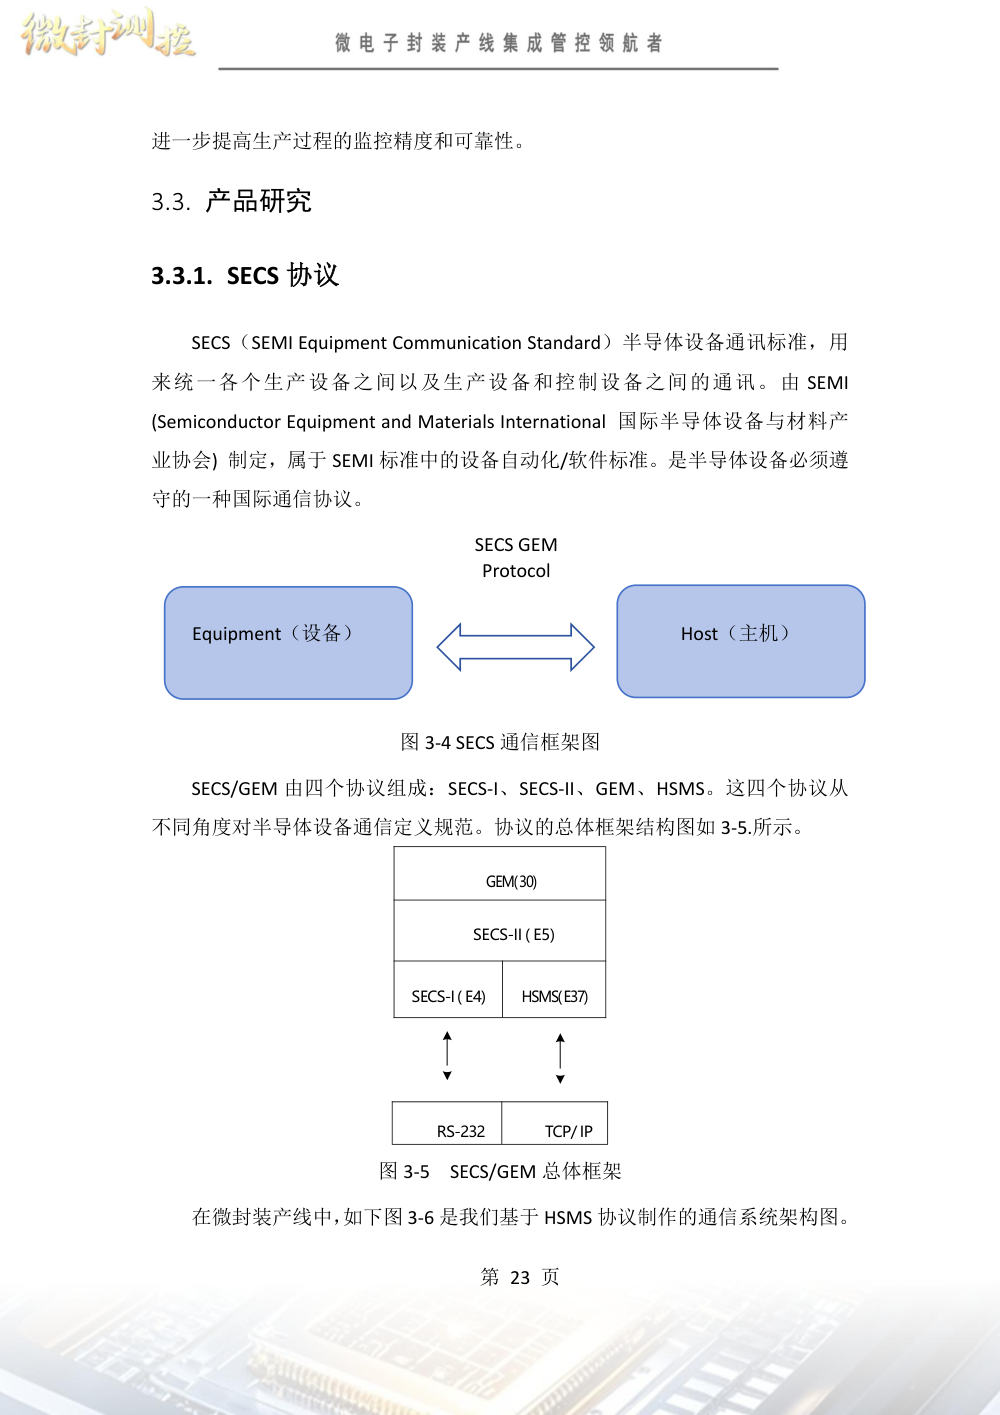 微封测控
微电子封装产线集成管控领航者
进一步提高生产过程的监控精度和可靠性。
3.3. 产品研究
3.3.1. SECS 协议
SECS（SEMI Equipment Communication Standard）半导体设备通讯标准，用
来统一各个生产设备之间以及生产设备和控制设备之间的通讯。由 SEMI
(Semiconductor Equipment and Materials International 国际半导体设备与材料产
业协会) 制定，属于 SEMI 标准中的设备自动化/软件标准。是半导体设备必须遵
守的一种国际通信协议。
SECS GEM
Protocol
Equipment（设备）
Host（主机）
图 3-4 SECS 通信框架图
SECS/GEM 由四个协议组成：SECS-I、SECS-II、GEM、HSMS。这四个协议从
不同角度对半导体设备通信定义规范。协议的总体框架结构图如 3-5.所示。
GEM(30)
SECS-II ( E5)
SECS-I ( E4)
HSMS(E37)
RS-232
TCP/ IP
图 3-5 SECS/GEM 总体框架
在微封装产线中，如下图 3-6 是我们基于 HSMS 协议制作的通信系统架构图。
第 23 页